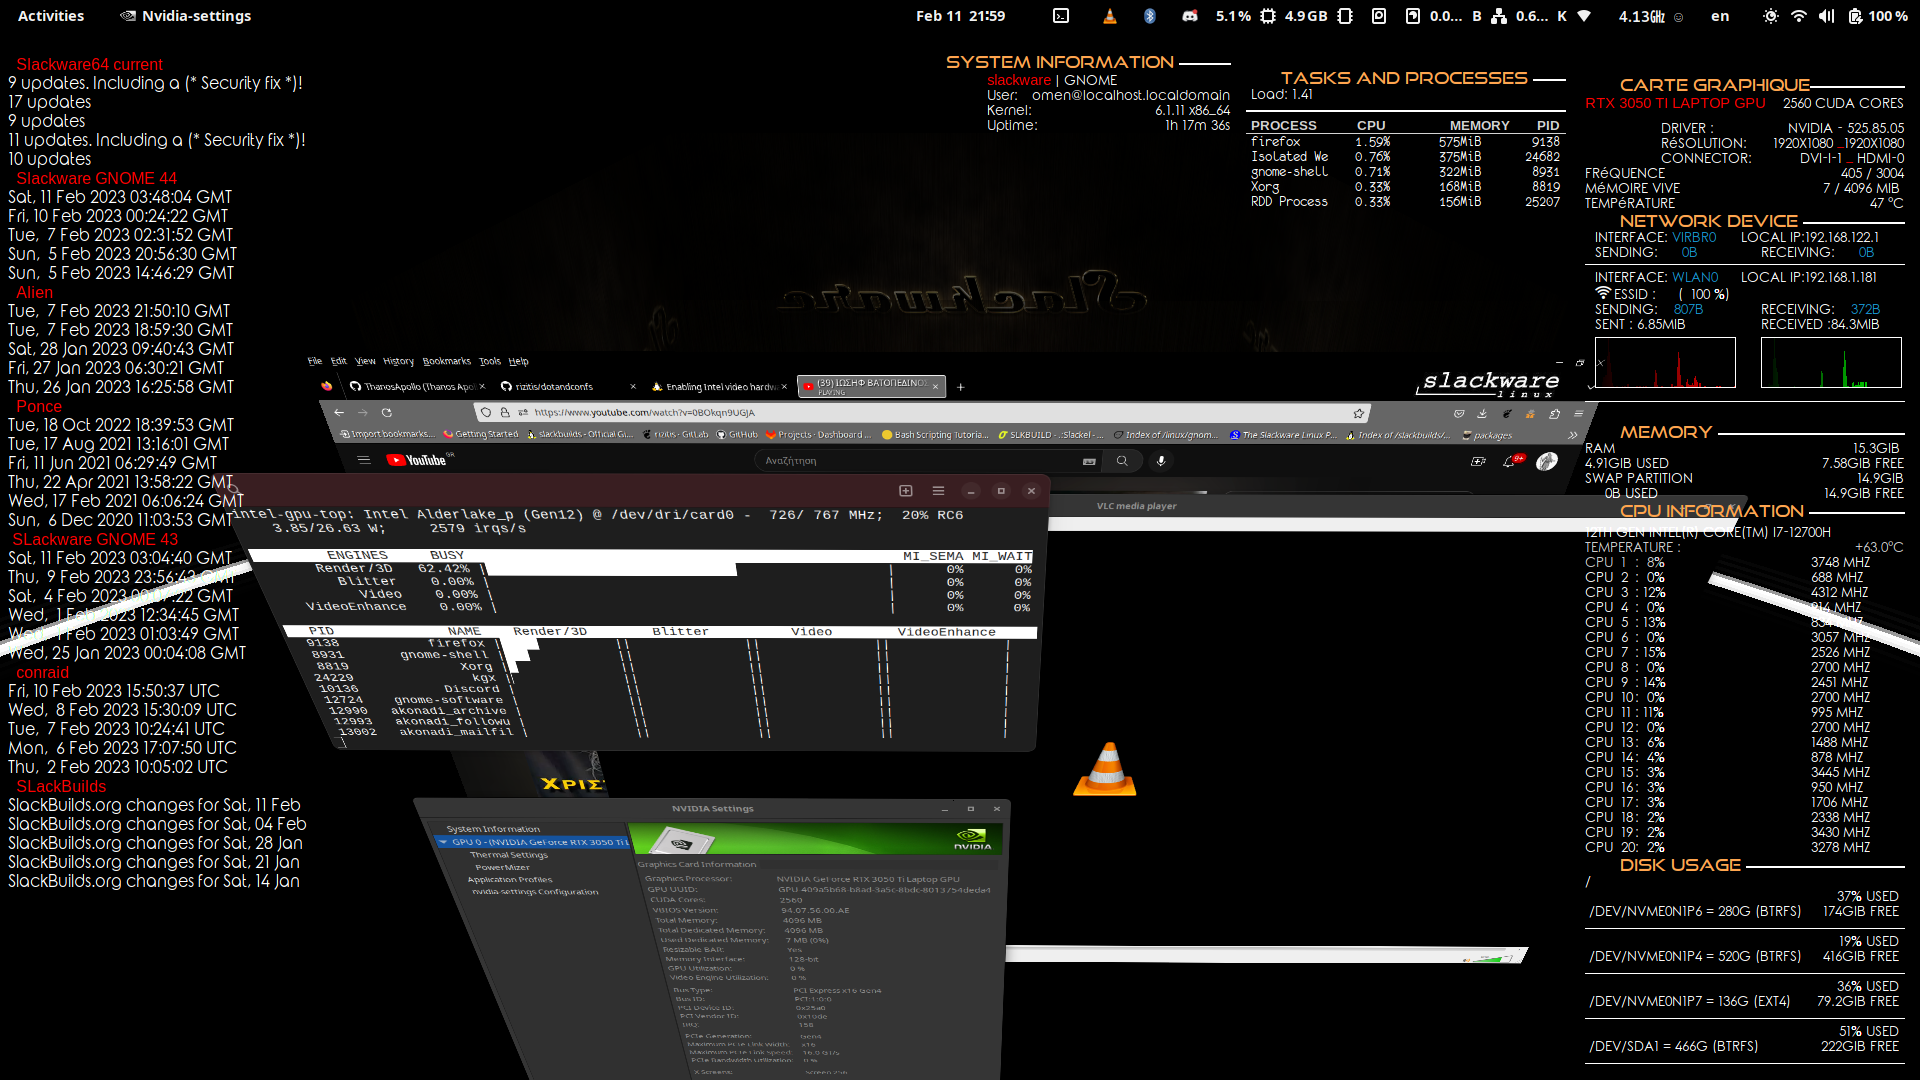 Activities Nvidia-settings Feb 11 21:59 5.1% 4.9GB 0.0... B 0.6... K 4.13GHz en 100%
Slackware64 current
9 updates. Including a (* Security fix *)!
17 updates
9 updates
11 updates. Including a (* Security fix *)!
10 updates
Slackware GNOME 44
Sat, 11 Feb 2023 03:48:04 GMT
Fri, 10 Feb 2023 00:24:22 GMT
Tue, 7 Feb 2023 02:31:52 GMT
Sun, 5 Feb 2023 20:56:30 GMT
Sun, 5 Feb 2023 14:46:29 GMT
Alien
Tue, 7 Feb 2023 21:50:10 GMT
Tue, 7 Feb 2023 18:59:30 GMT
Sat, 28 Jan 2023 09:40:43 GMT
Fri, 27 Jan 2023 06:30:21 GMT
Thu, 26 Jan 2023 16:25:58 GMT
Ponce
Tue, 18 Oct 2022 18:39:53 GMT
Tue, 17 Aug 2021 13:16:01 GMT
Fri, 11 Jun 2021 06:29:49 GMT
Thu, 22 Apr 2021 13:58:22 GMT
Wed, 17 Feb 2021 06:06:24 GMT
Sun, 6 Dec 2020 11:03:53 GMT
SLackware GNOME 43
Sat, 11 Feb 2023 03:04:40 GMT
Thu, 9 Feb 2023 23:56:43 GMT
Sat, 4 Feb 2023 :22 GMT
Wed, 1 Feb 2023 12:34:45 GMT
Wed, 1 Feb 2023 01:03:49 GMT
Wed, 25 Jan 2023 00:04:08 GMT
conraid
Fri, 10 Feb 2023 15:50:37 UTC
Wed, 8 Feb 2023 15:30:09 UTC
Tue, 7 Feb 2023 10:24:41 UTC
Mon, 6 Feb 2023 17:07:50 UTC
Thu, 2 Feb 2023 10:05:02 UTC
SLackBuilds
SlackBuilds.org changes for Sat, 11 Feb
SlackBuilds.org changes for Sat, 04 Feb
SlackBuilds.org changes for Sat, 28 Jan
SlackBuilds.org changes for Sat, 21 Jan
SlackBuilds.org changes for Sat, 14 Jan
SYSTEM INFORMATION
slackware | GNOME
User: omen@localhost.localdomain
Kernel: 6.1.11 x86_64
Uptime: 1h 17m 36s
TASKS AND PROCESSES
Load: 1.41
PROCESS CPU MEMORY PID
firefox 1.59% 575MiB 9138
Isolated We 0.76% 375MiB 24682
gnome-shell 0.71% 322MiB 8931
Xorg 0.33% 168MiB 8819
RDD Process 0.33% 156MiB 25207
Slackware
File Edit View History Bookmarks Tools Help
ThanosApollo (Thanos Apol × rizitis/dotandconfs × Enabling Intel video hardw × (39) ΙΩΣΗΦ ΒΑΤΟΠΕΔΙΝΟΣ × +
PLAYING
slackware
linux
https://www.youtube.com/watch?v=0BOkqn9UGJA
Import bookmarks... Getting Started slackbuilds - Official Gi... rizitis · GitLab GitHub Projects · Dashboard ... Bash Scripting Tutoria... SLKBUILD - .:Slackel - ... Index of /linux/gnom... The Slackware Linux P... Index of /slackbuilds/... packages
YouTube GR Αναζήτηση 9+
VLC media player
intel-gpu-top: Intel Alderlake_p (Gen12) @ /dev/dri/card0 - 726/ 767 MHz; 20% RC6
3.85/26.63 W; 2579 irqs/s
ENGINES BUSY MI_SEMA MI_WAIT
Render/3D 62.42% 0% 0%
Blitter 0.00% 0% 0%
Video 0.00% 0% 0%
VideoEnhance 0.00% 0% 0%
PID NAME Render/3D Blitter Video VideoEnhance
9138 firefox
8931 gnome-shell
8819 Xorg
24229 kgx
10136 Discord
12724 gnome-software
12990 akonadi_archive
12993 akonadi_followu
13002 akonadi_mailfil
ΧΡΙΣ
NVIDIA Settings
System Information
GPU 0 - (NVIDIA GeForce RTX 3050 Ti L
Thermal Settings
PowerMizer
Application Profiles
nvidia-settings Configuration
NVIDIA
Graphics Card Information
Graphics Processor: NVIDIA GeForce RTX 3050 Ti Laptop GPU
GPU UUID: GPU-409a5b68-b8ad-3a5c-8bdc-8013754deda4
CUDA Cores: 2560
VBIOS Version: 94.07.56.00.AE
Total Memory: 4096 MB
Total Dedicated Memory: 4096 MB
Used Dedicated Memory: 7 MB (0%)
Resizable BAR: Yes
Memory Interface: 128-bit
GPU Utilization: 0 %
Video Engine Utilization: 0 %
Bus Type: PCI Express x16 Gen4
Bus ID: PCI:1:0:0
PCI Device ID: 0x25a0
PCI Vendor ID: 0x10de
IRQ: 158
PCIe Generation: Gen4
Maximum PCIe Link Width: x16
Maximum PCIe Link Speed: 16.0 GT/s
PCIe Bandwidth Utilization: 0 %
X Screens: Screen 256
CARTE GRAPHIQUE
RTX 3050 TI LAPTOP GPU 2560 CUDA CORES
DRIVER : NVIDIA - 525.85.05
RéSOLUTION: 1920X1080 _1920X1080
CONNECTOR: DVI-I-1 _ HDMI-0
FRéQUENCE 405 / 3004
MéMOIRE VIVE 7 / 4096 MIB
TEMPÉRATURE 47 °C
NETWORK DEVICE
INTERFACE: VIRBR0 LOCAL IP:192.168.122.1
SENDING: 0B RECEIVING: 0B
INTERFACE: WLAN0 LOCAL IP:192.168.1.181
ESSID : ( 100 %)
SENDING: 807B RECEIVING: 372B
SENT : 6.85MIB RECEIVED :84.3MIB
MEMORY
RAM 15.3GIB
4.91GIB USED 7.58GIB FREE
SWAP PARTITION 14.9GIB
0B USED 14.9GIB FREE
CPU INFORMATION
12TH GEN INTEL(R) CORE(TM) I7-12700H
TEMPERATURE : +63.0°C
CPU 1 : 8% 3748 MHZ
CPU 2 : 0% 688 MHZ
CPU 3 : 12% 4312 MHZ
CPU 4 : 0% MHZ
CPU 5 : 13% MHZ
CPU 6 : 0% 3057 MHZ
CPU 7 : 15% 2526 MHZ
CPU 8 : 0% 2700 MHZ
CPU 9 : 14% 2451 MHZ
CPU 10: 0% 2700 MHZ
CPU 11 : 11% 995 MHZ
CPU 12: 0% 2700 MHZ
CPU 13: 6% 1488 MHZ
CPU 14: 4% 878 MHZ
CPU 15: 3% 3445 MHZ
CPU 16: 3% 950 MHZ
CPU 17: 3% 1706 MHZ
CPU 18: 2% 2338 MHZ
CPU 19: 2% 3430 MHZ
CPU 20: 2% 3278 MHZ
DISK USAGE
/
37% USED
/DEV/NVME0N1P6 = 280G (BTRFS) 174GIB FREE
19% USED
/DEV/NVME0N1P4 = 520G (BTRFS) 416GIB FREE
36% USED
/DEV/NVME0N1P7 = 136G (EXT4) 79.2GIB FREE
51% USED
/DEV/SDA1 = 466G (BTRFS) 222GIB FREE